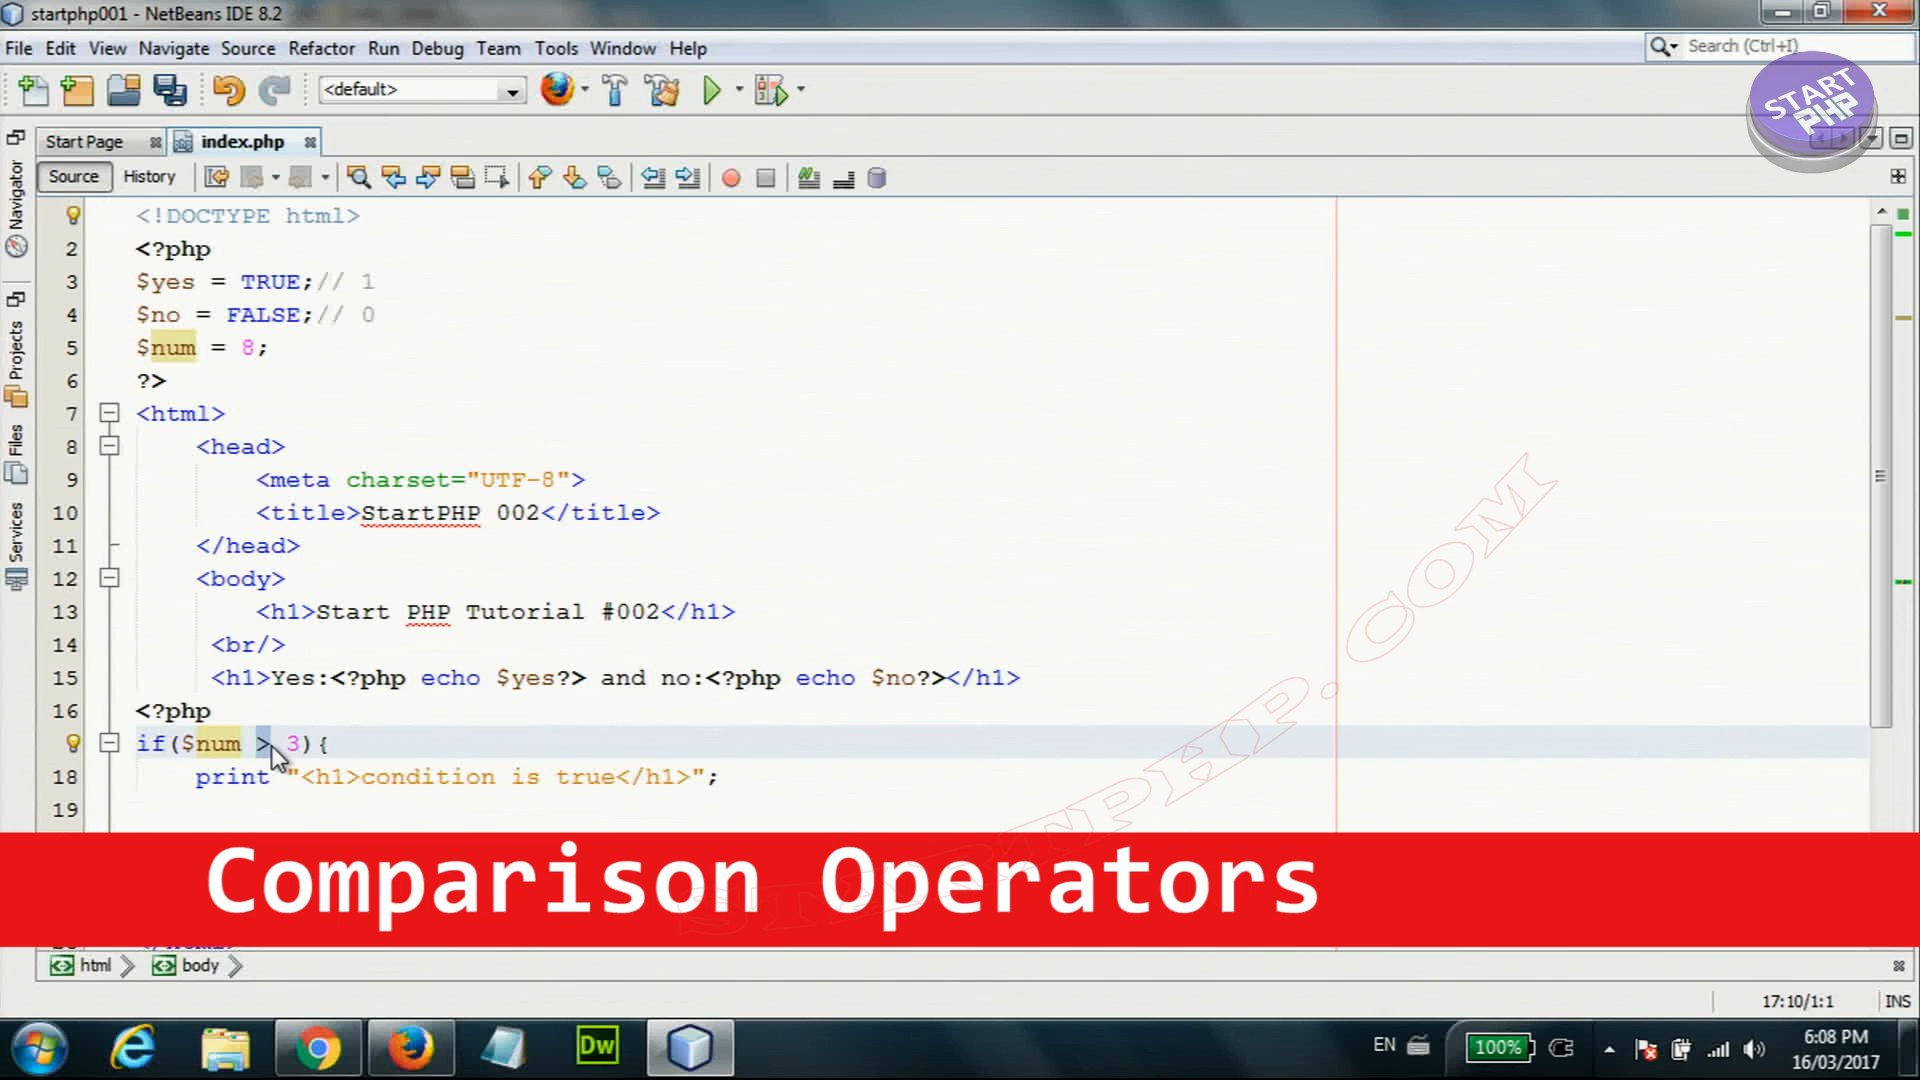 startphp001 - NetBeans IDE 8.2
File Edit View Navigate Source Refactor Run Debug Team Tools Window Help
Search (Ctrl+I)
<default>
START PHP
Start Page index.php
Source History
Navigator
Projects
Files
Services
<!DOCTYPE html>
2 <?php
3 $yes = TRUE;// 1
4 $no = FALSE;// 0
5 $num = 8;
6 ?>
7 <html>
8 <head>
9 <meta charset="UTF-8">
10 <title>StartPHP 002</title>
11 </head>
12 <body>
13 <h1>Start PHP Tutorial #002</h1>
14 <br/>
15 <h1>Yes:<?php echo $yes?> and no:<?php echo $no?></h1>
16 <?php
if($num > 3){
18 print "<h1>condition is true</h1>";
19
STARTPHP.COM
Comparison Operators
html body
17:10/1:1 INS
Dw
EN
100%
6:08 PM
16/03/2017